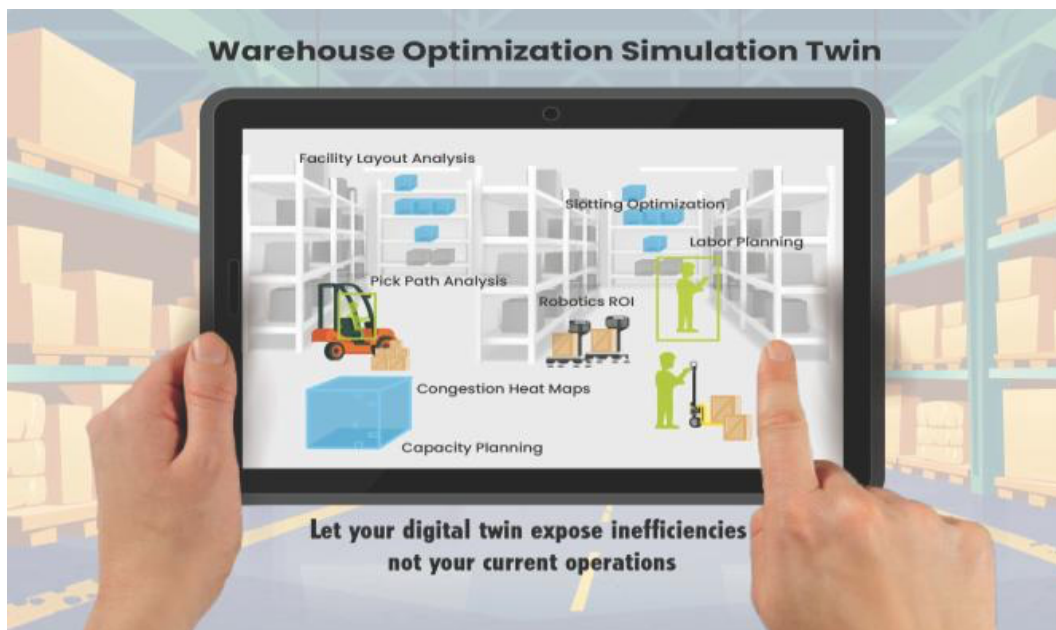 Warehouse Optimization Simulation Twin
Facility Layout Analysis
Slotting Optimization
Labor Planning
Pick Path Analysis
Robotics ROI
Congestion Heat Maps
Capacity Planning
Let your digital twin expose inefficiencies
not your current operations